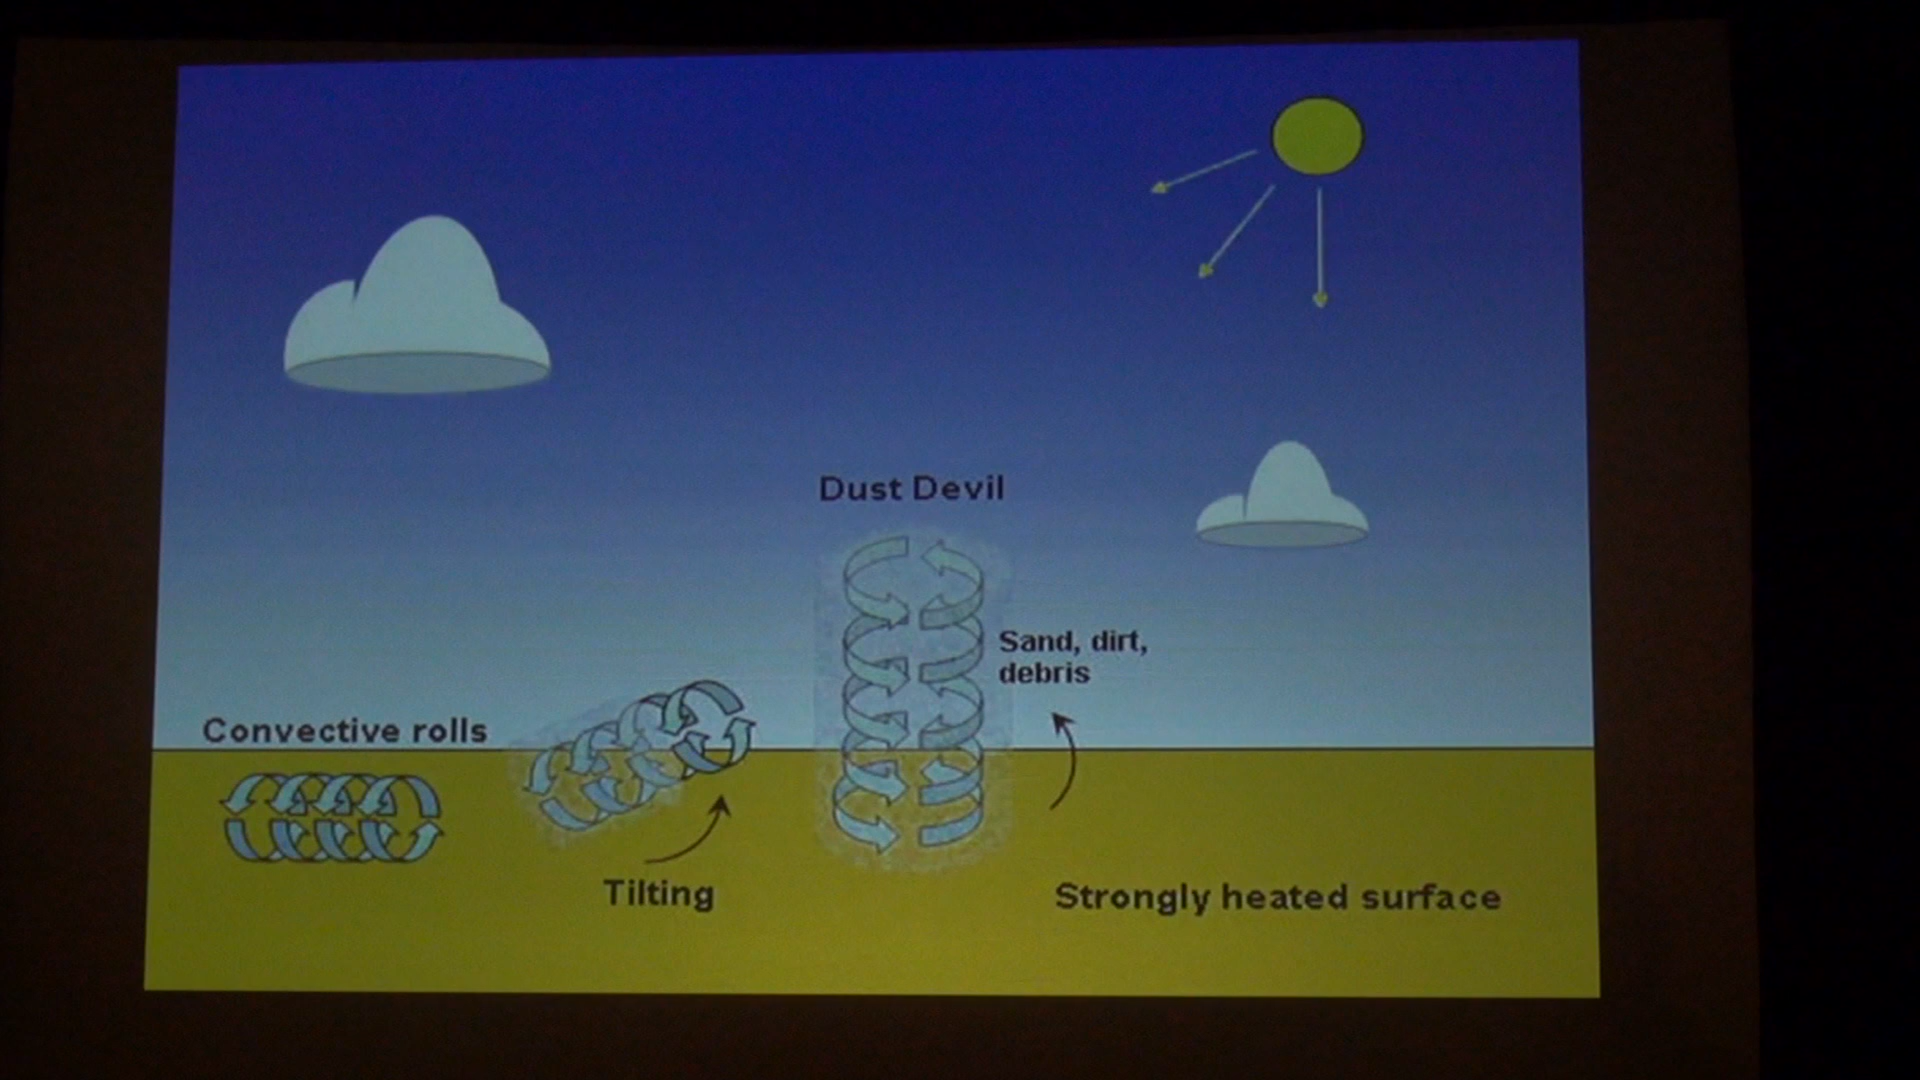 Dust Devil
Sand, dirt,
debris
Convective rolls
Tilting
Strongly heated surface